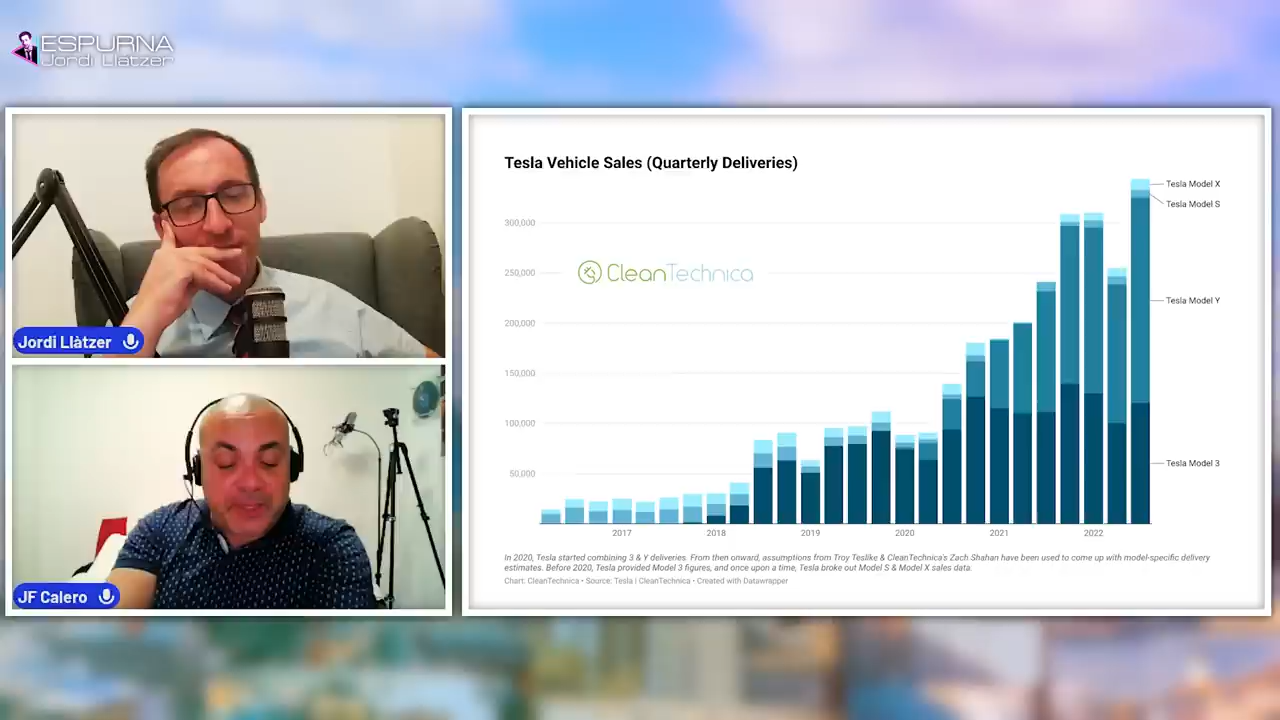 ESPURNA
Jordi Llàtzer
Jordi Llàtzer
JF Calero
Tesla Vehicle Sales (Quarterly Deliveries)
CleanTechnica
300,000
250,000
200,000
150,000
100,000
50,000
2017 2018 2019 2020 2021 2022
Tesla Model X
Tesla Model S
Tesla Model Y
Tesla Model 3
In 2020, Tesla started combining 3 & Y deliveries. From then onward, assumptions from Troy Teslike & CleanTechnica's Zach Shahan have been used to come up with model-specific delivery
estimates. Before 2020, Tesla provided Model 3 figures, and once upon a time, Tesla broke out Model S & Model X sales data.
Chart: CleanTechnica • Source: Tesla | CleanTechnica • Created with Datawrapper